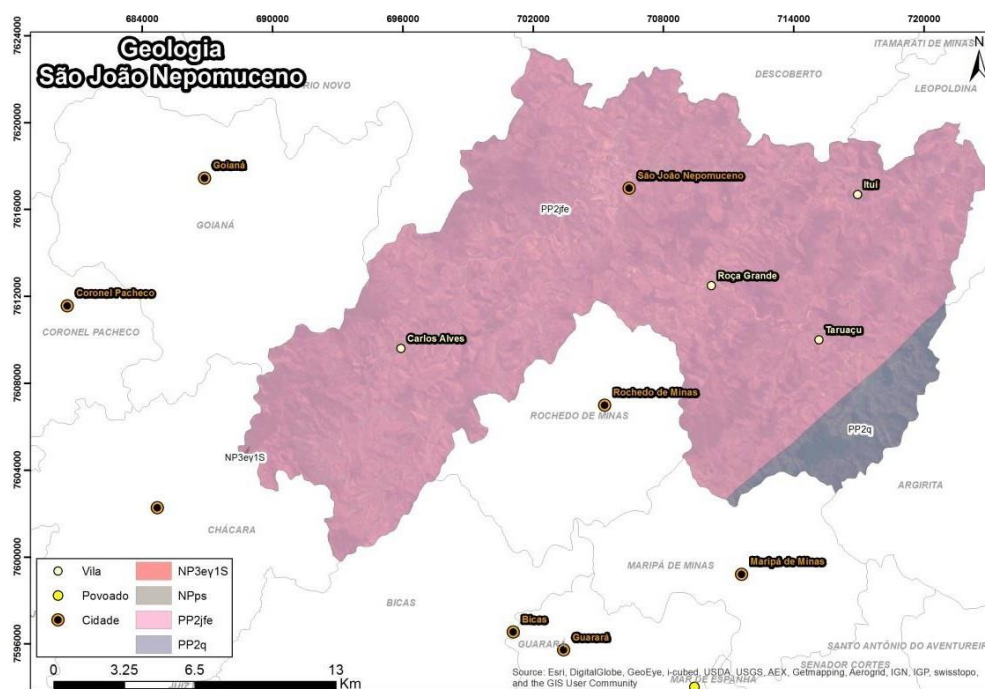 684000
690000
696000
702000
708000
714000
720000
7624000
7620000
7616000
7612000
7608000
7604000
7600000
7596000
Geologia
São João Nepomuceno
RIO NOVO
DESCOBERTO
ITAMARATI DE MINAS
LEOPOLDINA
N
Goianá
GOIANÁ
São João Nepomuceno
PP2jfe
Ituí
Coronel Pacheco
CORONEL PACHECO
Roça Grande
Carlos Alves
Taruaçu
Rochedo de Minas
ROCHEDO DE MINAS
PP2q
NP3eγ1S
ARGIRITA
CHÁCARA
MARIPÁ DE MINAS
Maripá de Minas
BICAS
Bicas
GUARARÁ
Guarará
SANTO ANTÔNIO DO AVENTUREIR
SENADOR CORTES
MAR DE ESPANHA
Vila
Povoado
Cidade
NP3eγ1S
NPps
PP2jfe
PP2q
0 3.25 6.5 13
Km
Source: Esri, DigitalGlobe, GeoEye, i-cubed, USDA, USGS, AEX, Getmapping, Aerogrid, IGN, IGP, swisstopo,
and the GIS User Community